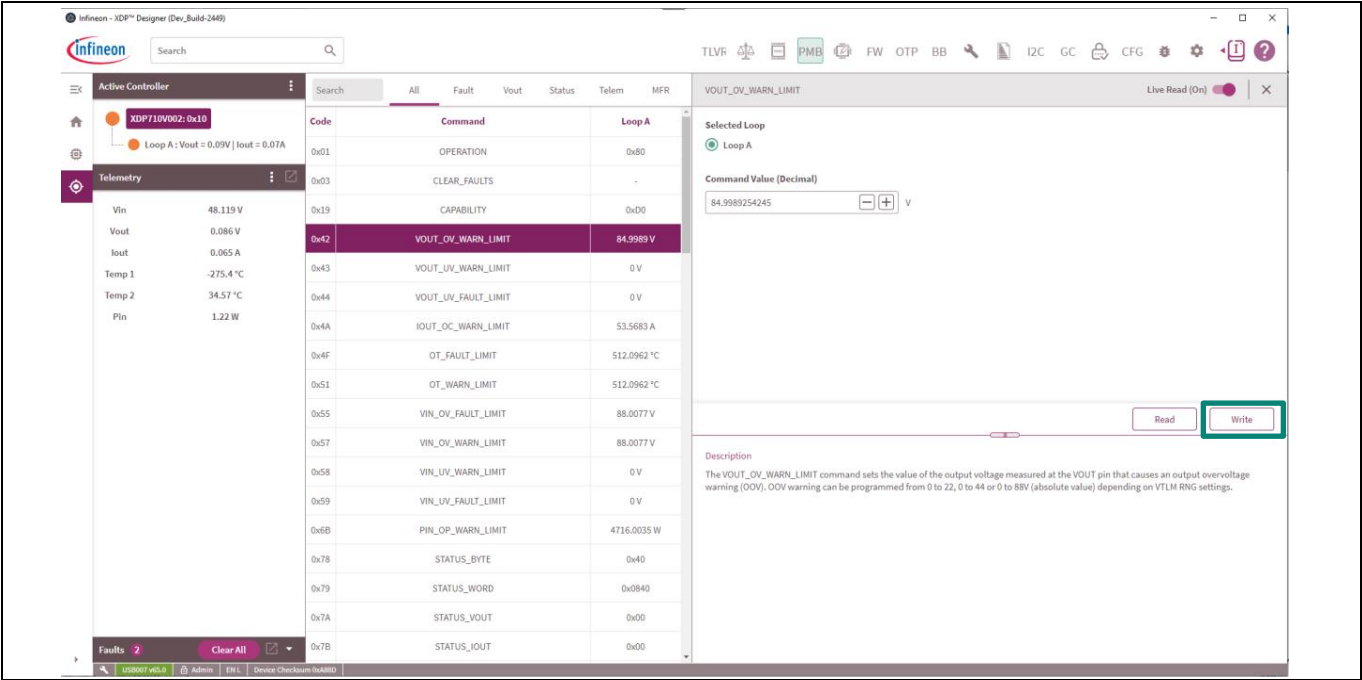 Infineon - XDP™ Designer (Dev_Build-2449)
infineon
Search
TLVR PMB FW OTP BB I2C GC CFG
Active Controller
XDP710V002: 0x10
Loop A : Vout = 0.09V | Iout = 0.07A
Telemetry
Vin 48.119 V
Vout 0.086 V
Iout 0.065 A
Temp 1 -275.4 °C
Temp 2 34.57 °C
Pin 1.22 W
Faults 2 Clear All
Search All Fault Vout Status Telem MFR
Code Command Loop A
0x01 OPERATION 0x80
0x03 CLEAR_FAULTS -
0x19 CAPABILITY 0xD0
0x42 VOUT_OV_WARN_LIMIT 84.9989 V
0x43 VOUT_UV_WARN_LIMIT 0 V
0x44 VOUT_UV_FAULT_LIMIT 0 V
0x4A IOUT_OC_WARN_LIMIT 53.5683 A
0x4F OT_FAULT_LIMIT 512.0962 °C
0x51 OT_WARN_LIMIT 512.0962 °C
0x55 VIN_OV_FAULT_LIMIT 88.0077 V
0x57 VIN_OV_WARN_LIMIT 88.0077 V
0x58 VIN_UV_WARN_LIMIT 0 V
0x59 VIN_UV_FAULT_LIMIT 0 V
0x6B PIN_OP_WARN_LIMIT 4716.0035 W
0x78 STATUS_BYTE 0x40
0x79 STATUS_WORD 0x0840
0x7A STATUS_VOUT 0x00
0x7B STATUS_IOUT 0x00
VOUT_OV_WARN_LIMIT Live Read (On)
Selected Loop
Loop A
Command Value (Decimal)
84.9989254245 V
Read Write
Description
The VOUT_OV_WARN_LIMIT command sets the value of the output voltage measured at the VOUT pin that causes an output overvoltage
warning (OOV). OOV warning can be programmed from 0 to 22, 0 to 44 or 0 to 88V (absolute value) depending on VTLM RNG settings.
USB007 v65.0 Admin EN L Device Checksum 0xA88D